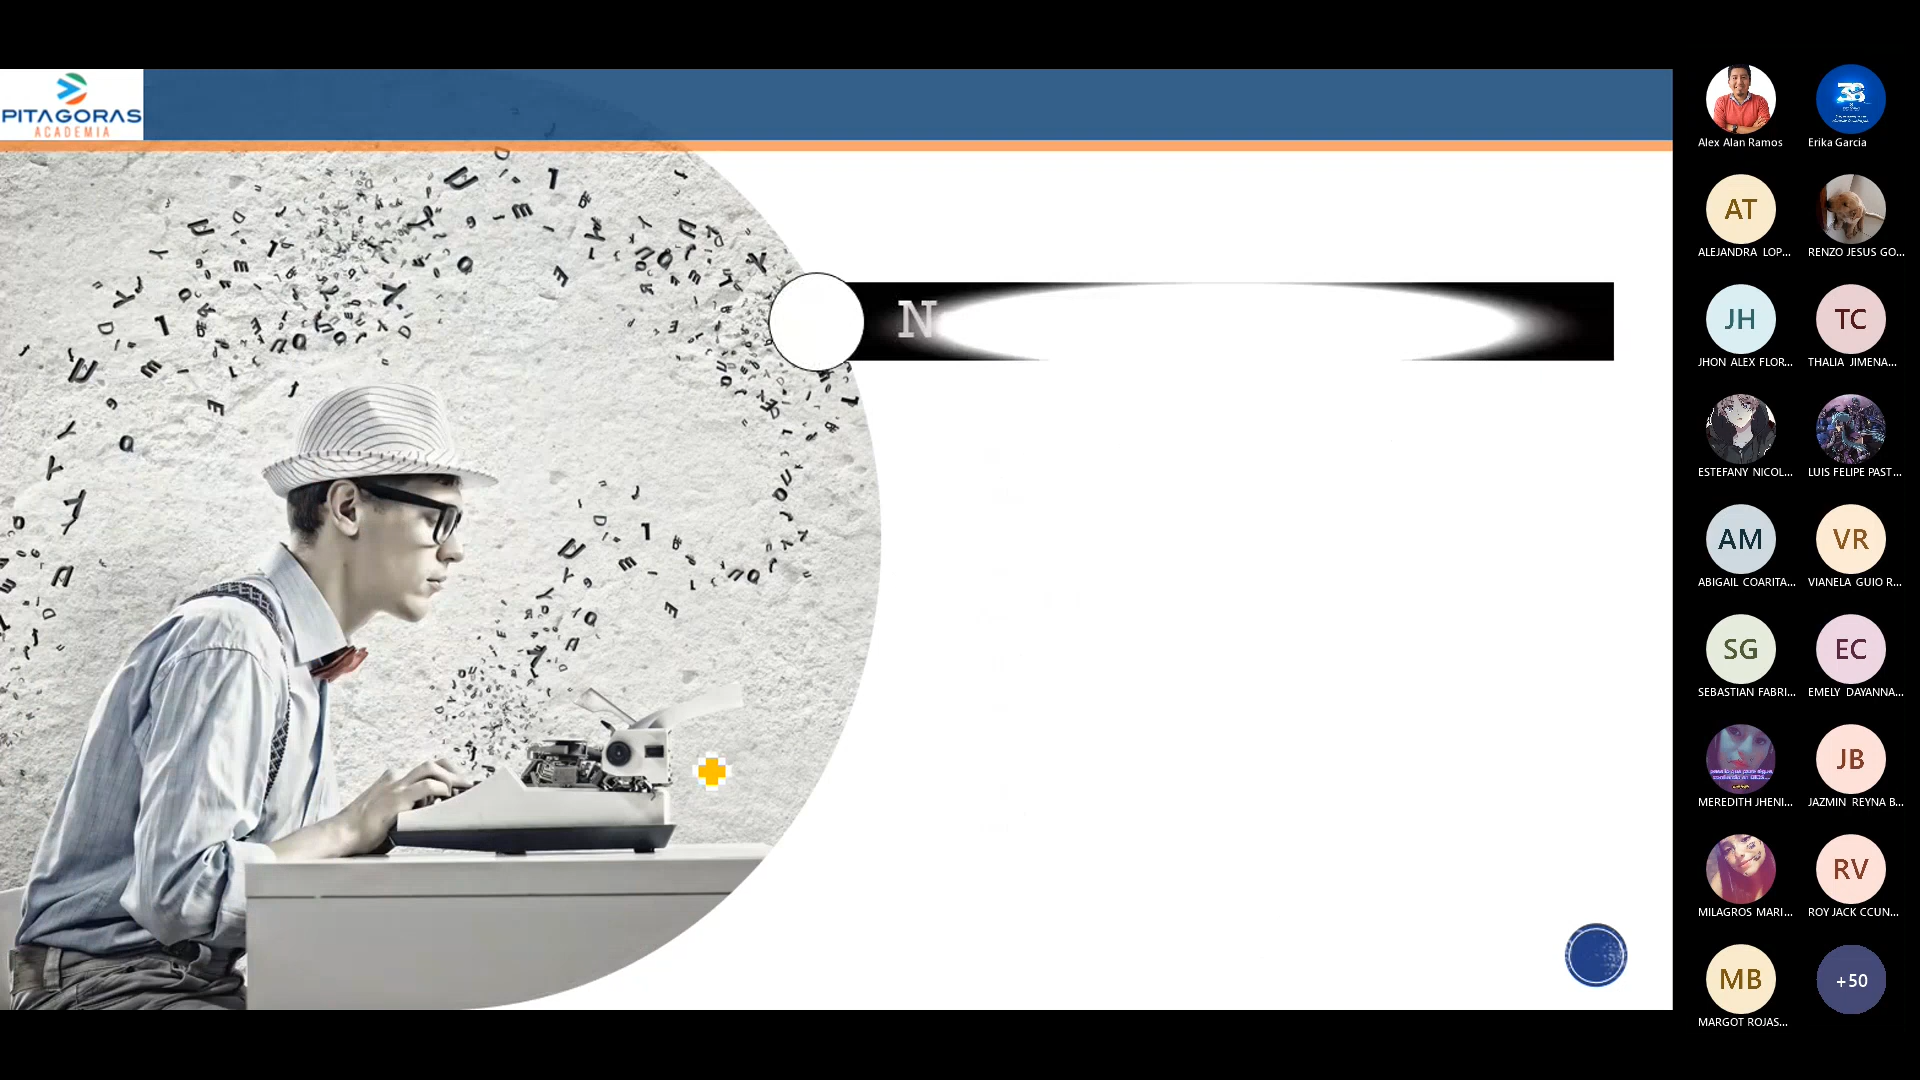 PITAGORAS
ACADEMIA
N
Alex Alan Ramos
Erika Garcia
AT
ALEJANDRA LOP...
RENZO JESUS GO...
JH
JHON ALEX FLOR...
TC
THALIA JIMENA...
ESTEFANY NICOL...
LUIS FELIPE PAST...
AM
ABIGAIL COARITA...
VR
VIANELA GUIO R...
SG
SEBASTIAN FABRI...
EC
EMELY DAYANNA...
MEREDITH JHENI...
JB
JAZMIN REYNA B...
MILAGROS MARI...
RV
ROY JACK CCUN...
MB
MARGOT ROJAS...
+50